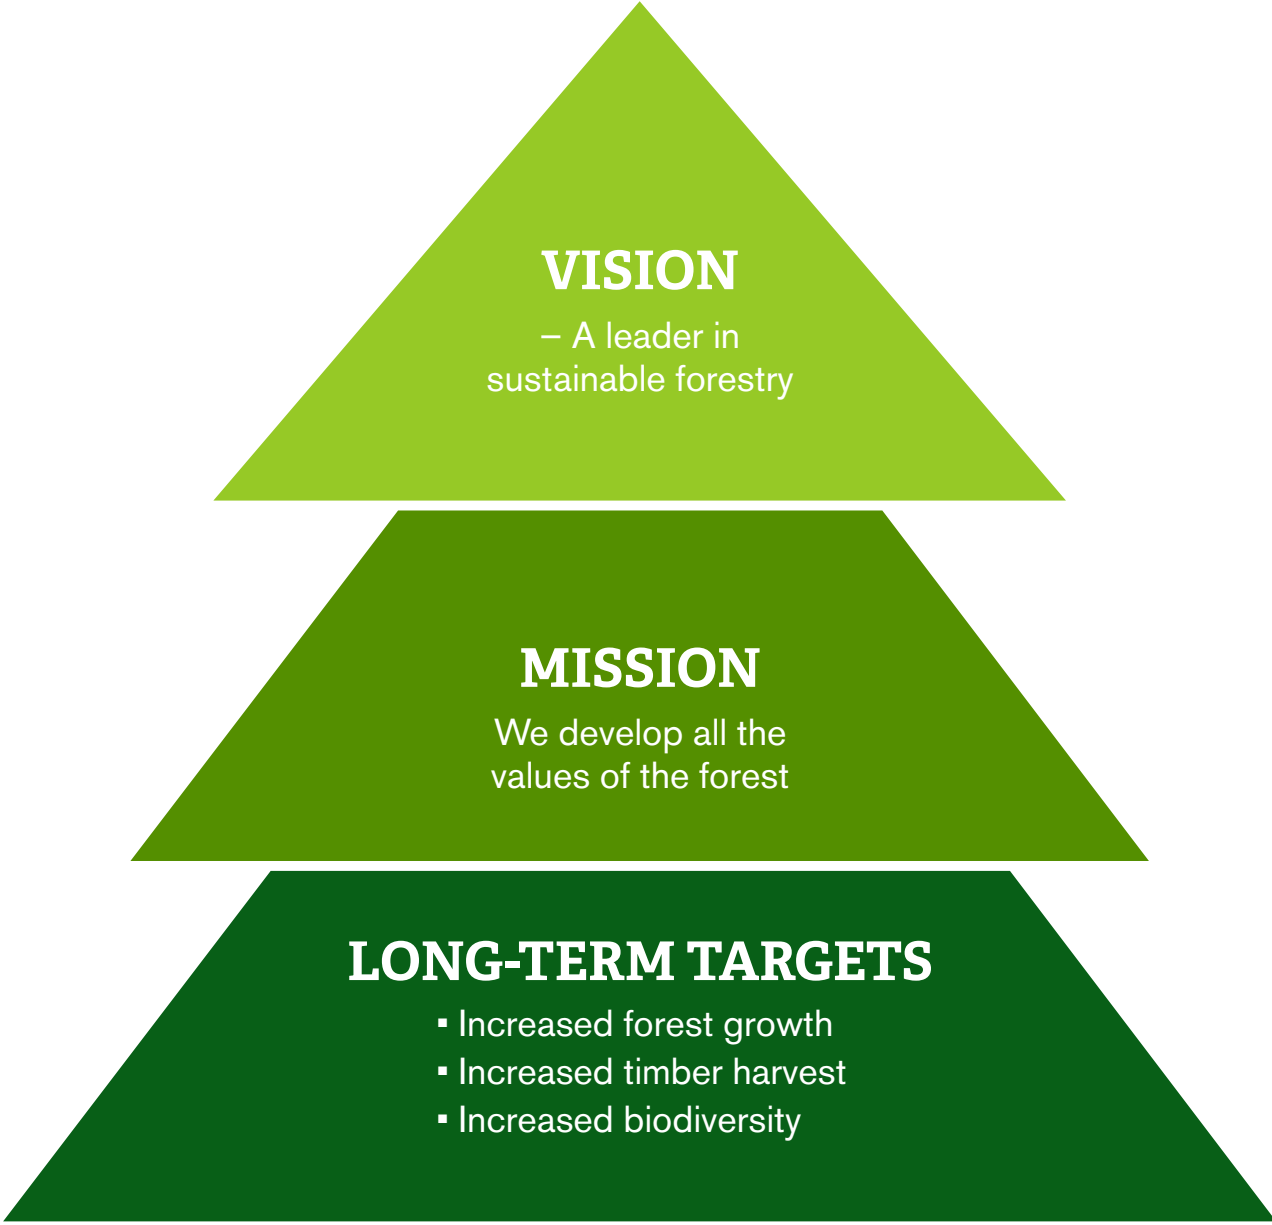 VISION
– A leader in
sustainable forestry
MISSION
We develop all the
values of the forest
LONG-TERM TARGETS
▪ Increased forest growth
▪ Increased timber harvest
▪ Increased biodiversity